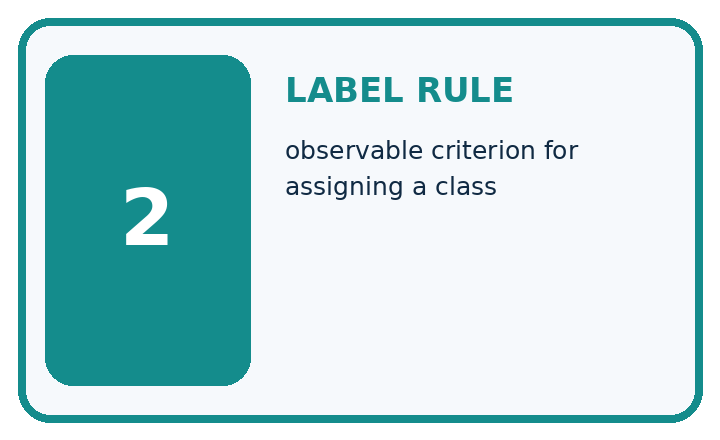 2
LABEL RULE
observable criterion for
assigning a class